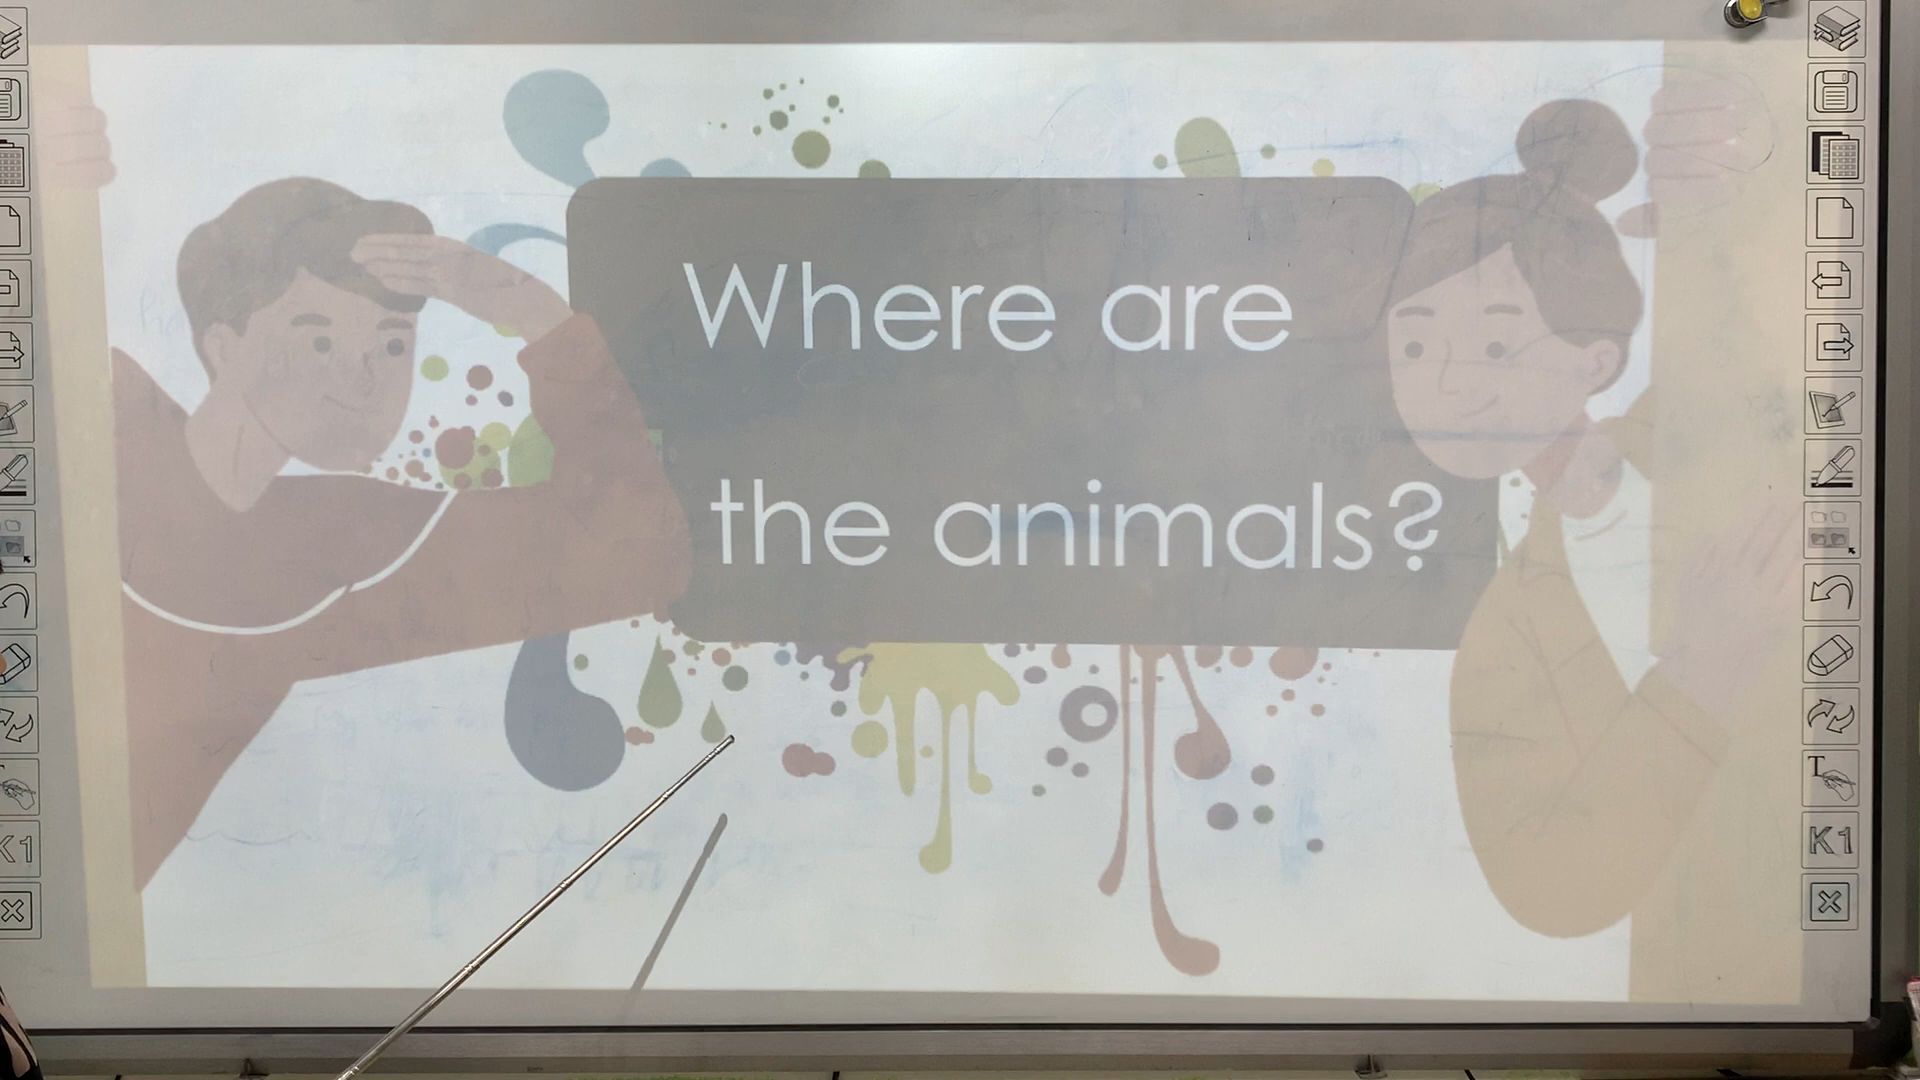 Where are
the animals?
T
K1
K1